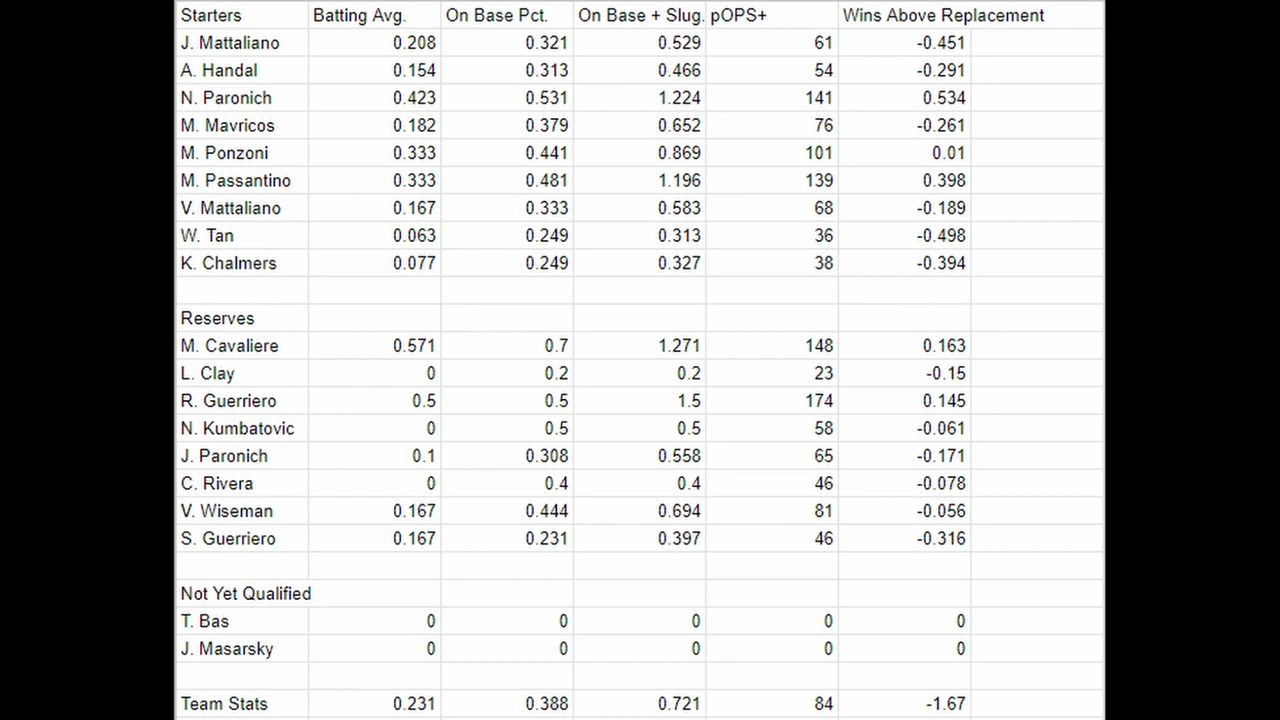 Starters Batting Avg. On Base Pct. On Base + Slug. pOPS+ Wins Above Replacement
J. Mattaliano 0.208 0.321 0.529 61 -0.451
A. Handal 0.154 0.313 0.466 54 -0.291
N. Paronich 0.423 0.531 1.224 141 0.534
M. Mavricos 0.182 0.379 0.652 76 -0.261
M. Ponzoni 0.333 0.441 0.869 101 0.01
M. Passantino 0.333 0.481 1.196 139 0.398
V. Mattaliano 0.167 0.333 0.583 68 -0.189
W. Tan 0.063 0.249 0.313 36 -0.498
K. Chalmers 0.077 0.249 0.327 38 -0.394
Reserves
M. Cavaliere 0.571 0.7 1.271 148 0.163
L. Clay 0 0.2 0.2 23 -0.15
R. Guerriero 0.5 0.5 1.5 174 0.145
N. Kumbatovic 0 0.5 0.5 58 -0.061
J. Paronich 0.1 0.308 0.558 65 -0.171
C. Rivera 0 0.4 0.4 46 -0.078
V. Wiseman 0.167 0.444 0.694 81 -0.056
S. Guerriero 0.167 0.231 0.397 46 -0.316
Not Yet Qualified
T. Bas 0 0 0 0 0
J. Masarsky 0 0 0 0 0
Team Stats 0.231 0.388 0.721 84 -1.67